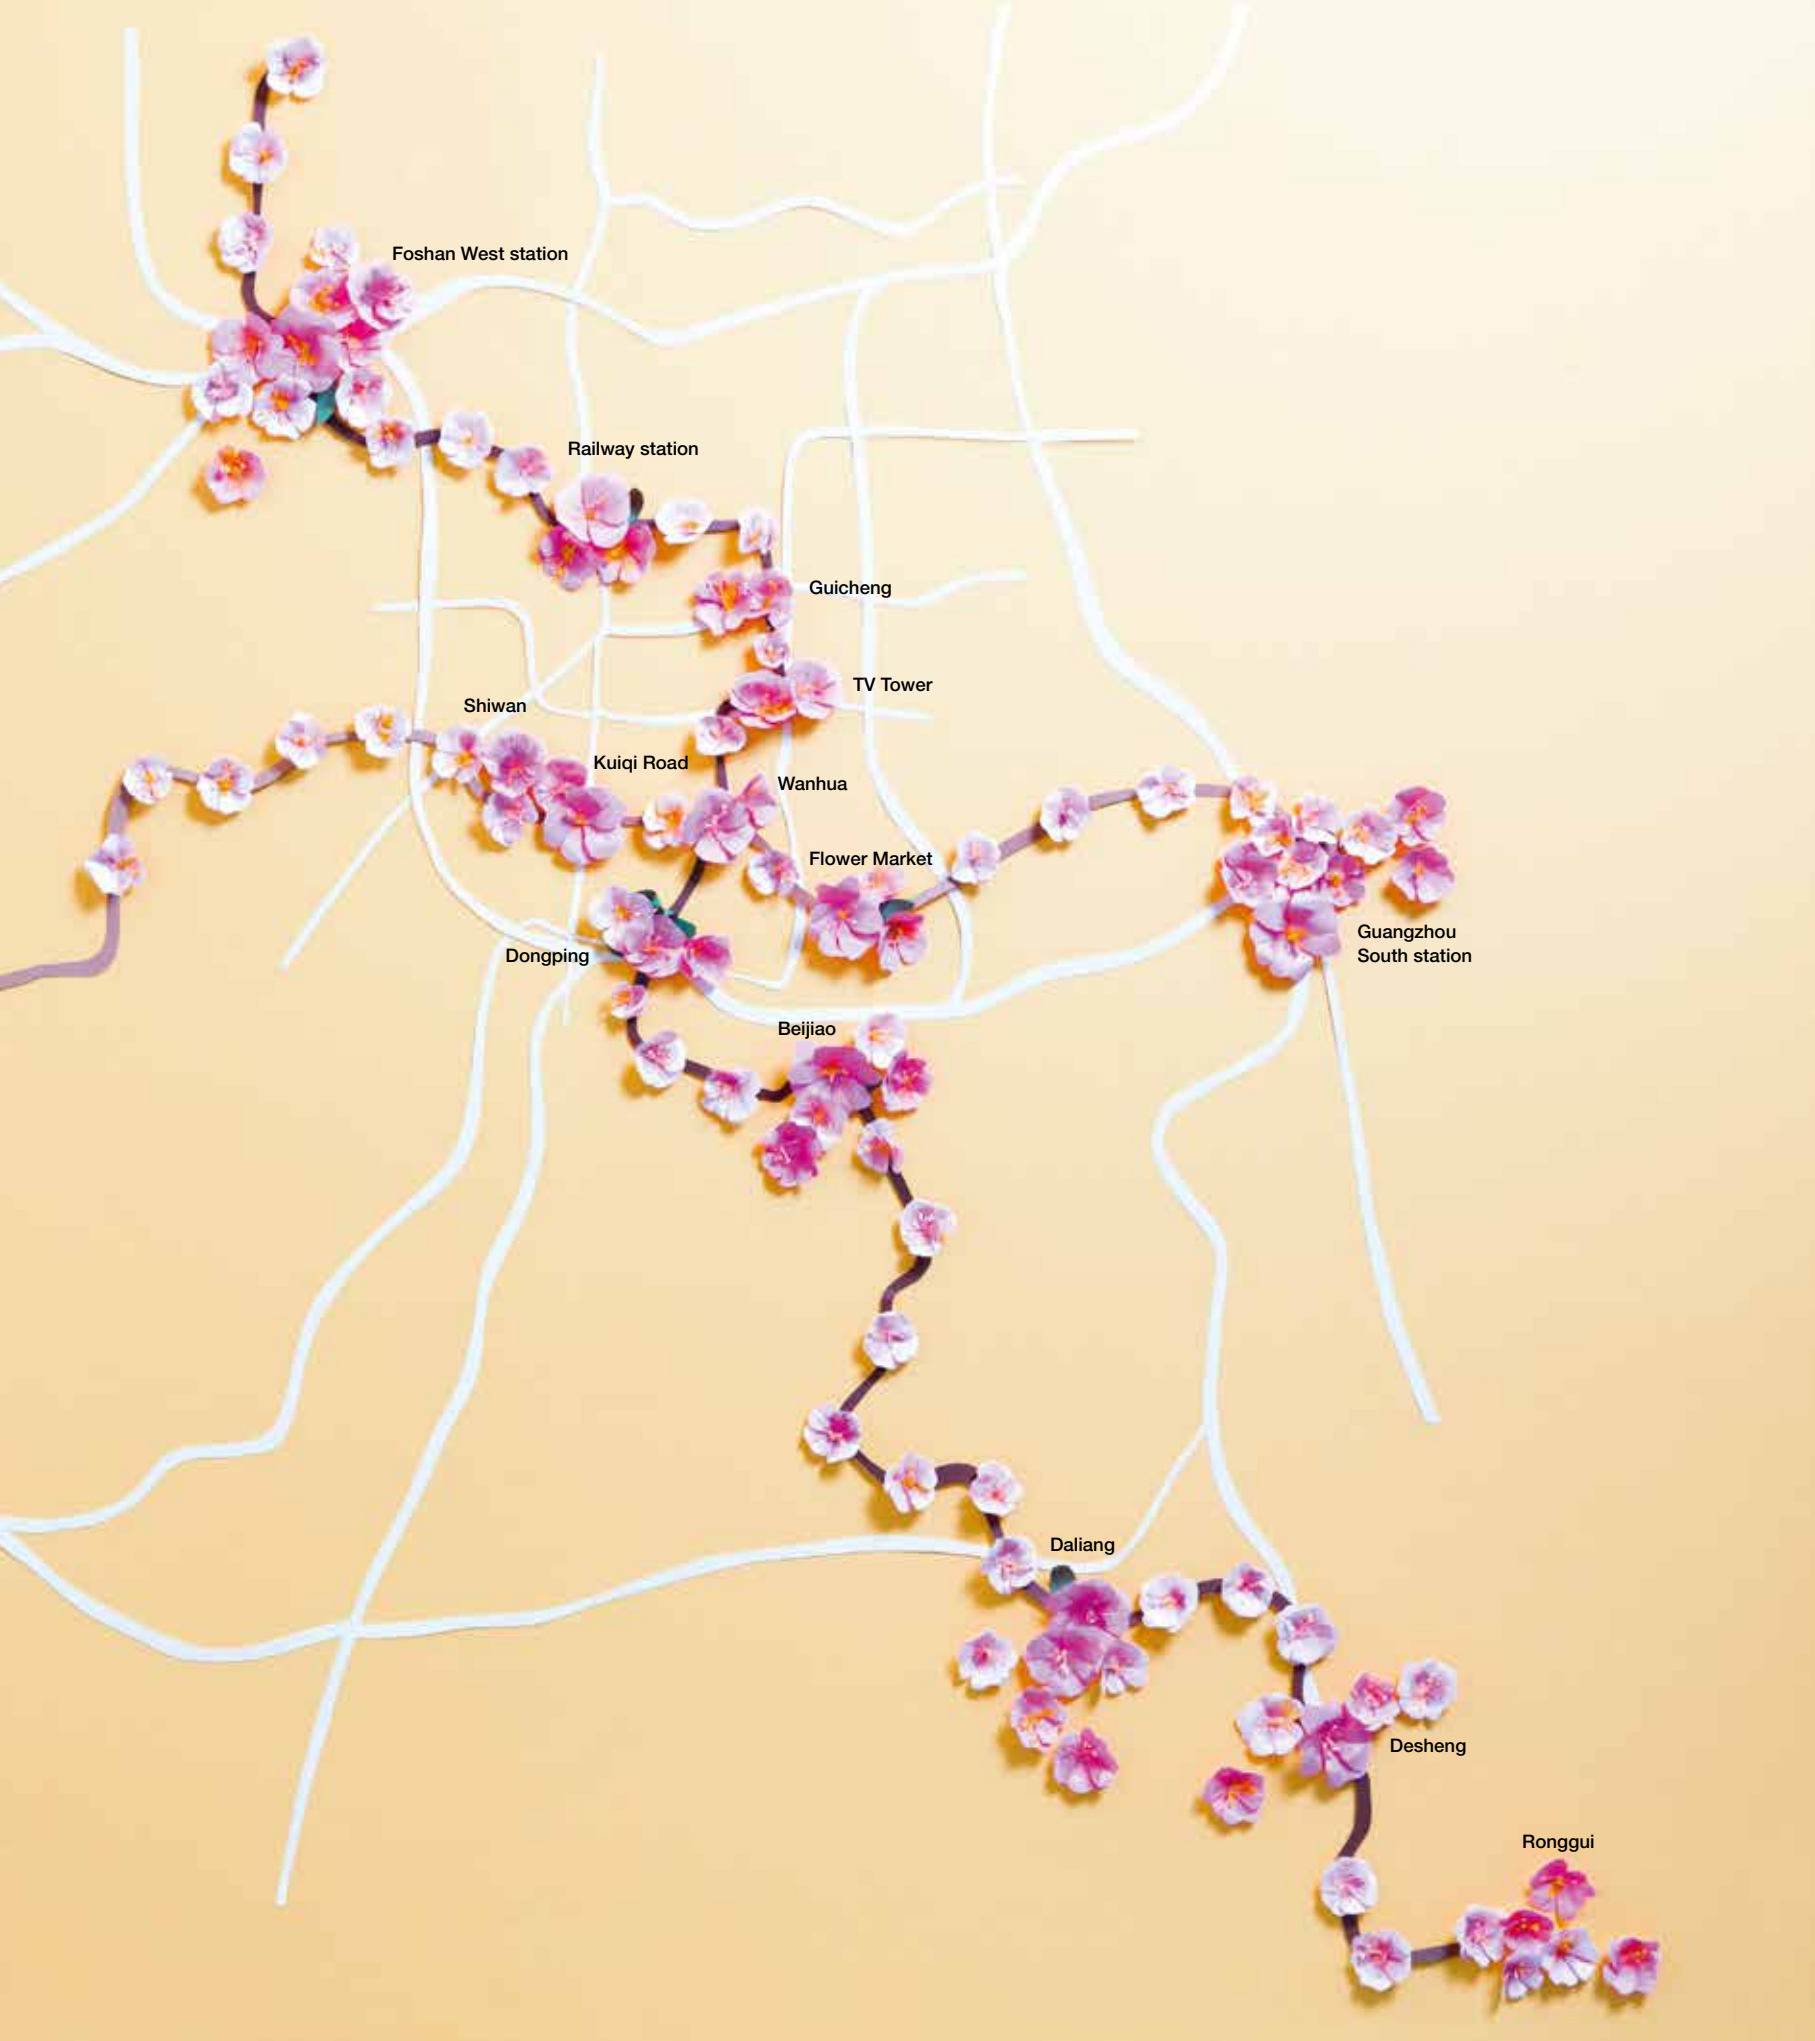 Foshan West station
Railway station
Guicheng
TV Tower
Shiwan
Kuiqi Road
Wanhua
Flower Market
Guangzhou
South station
Dongping
Beijiao
Daliang
Desheng
Ronggui